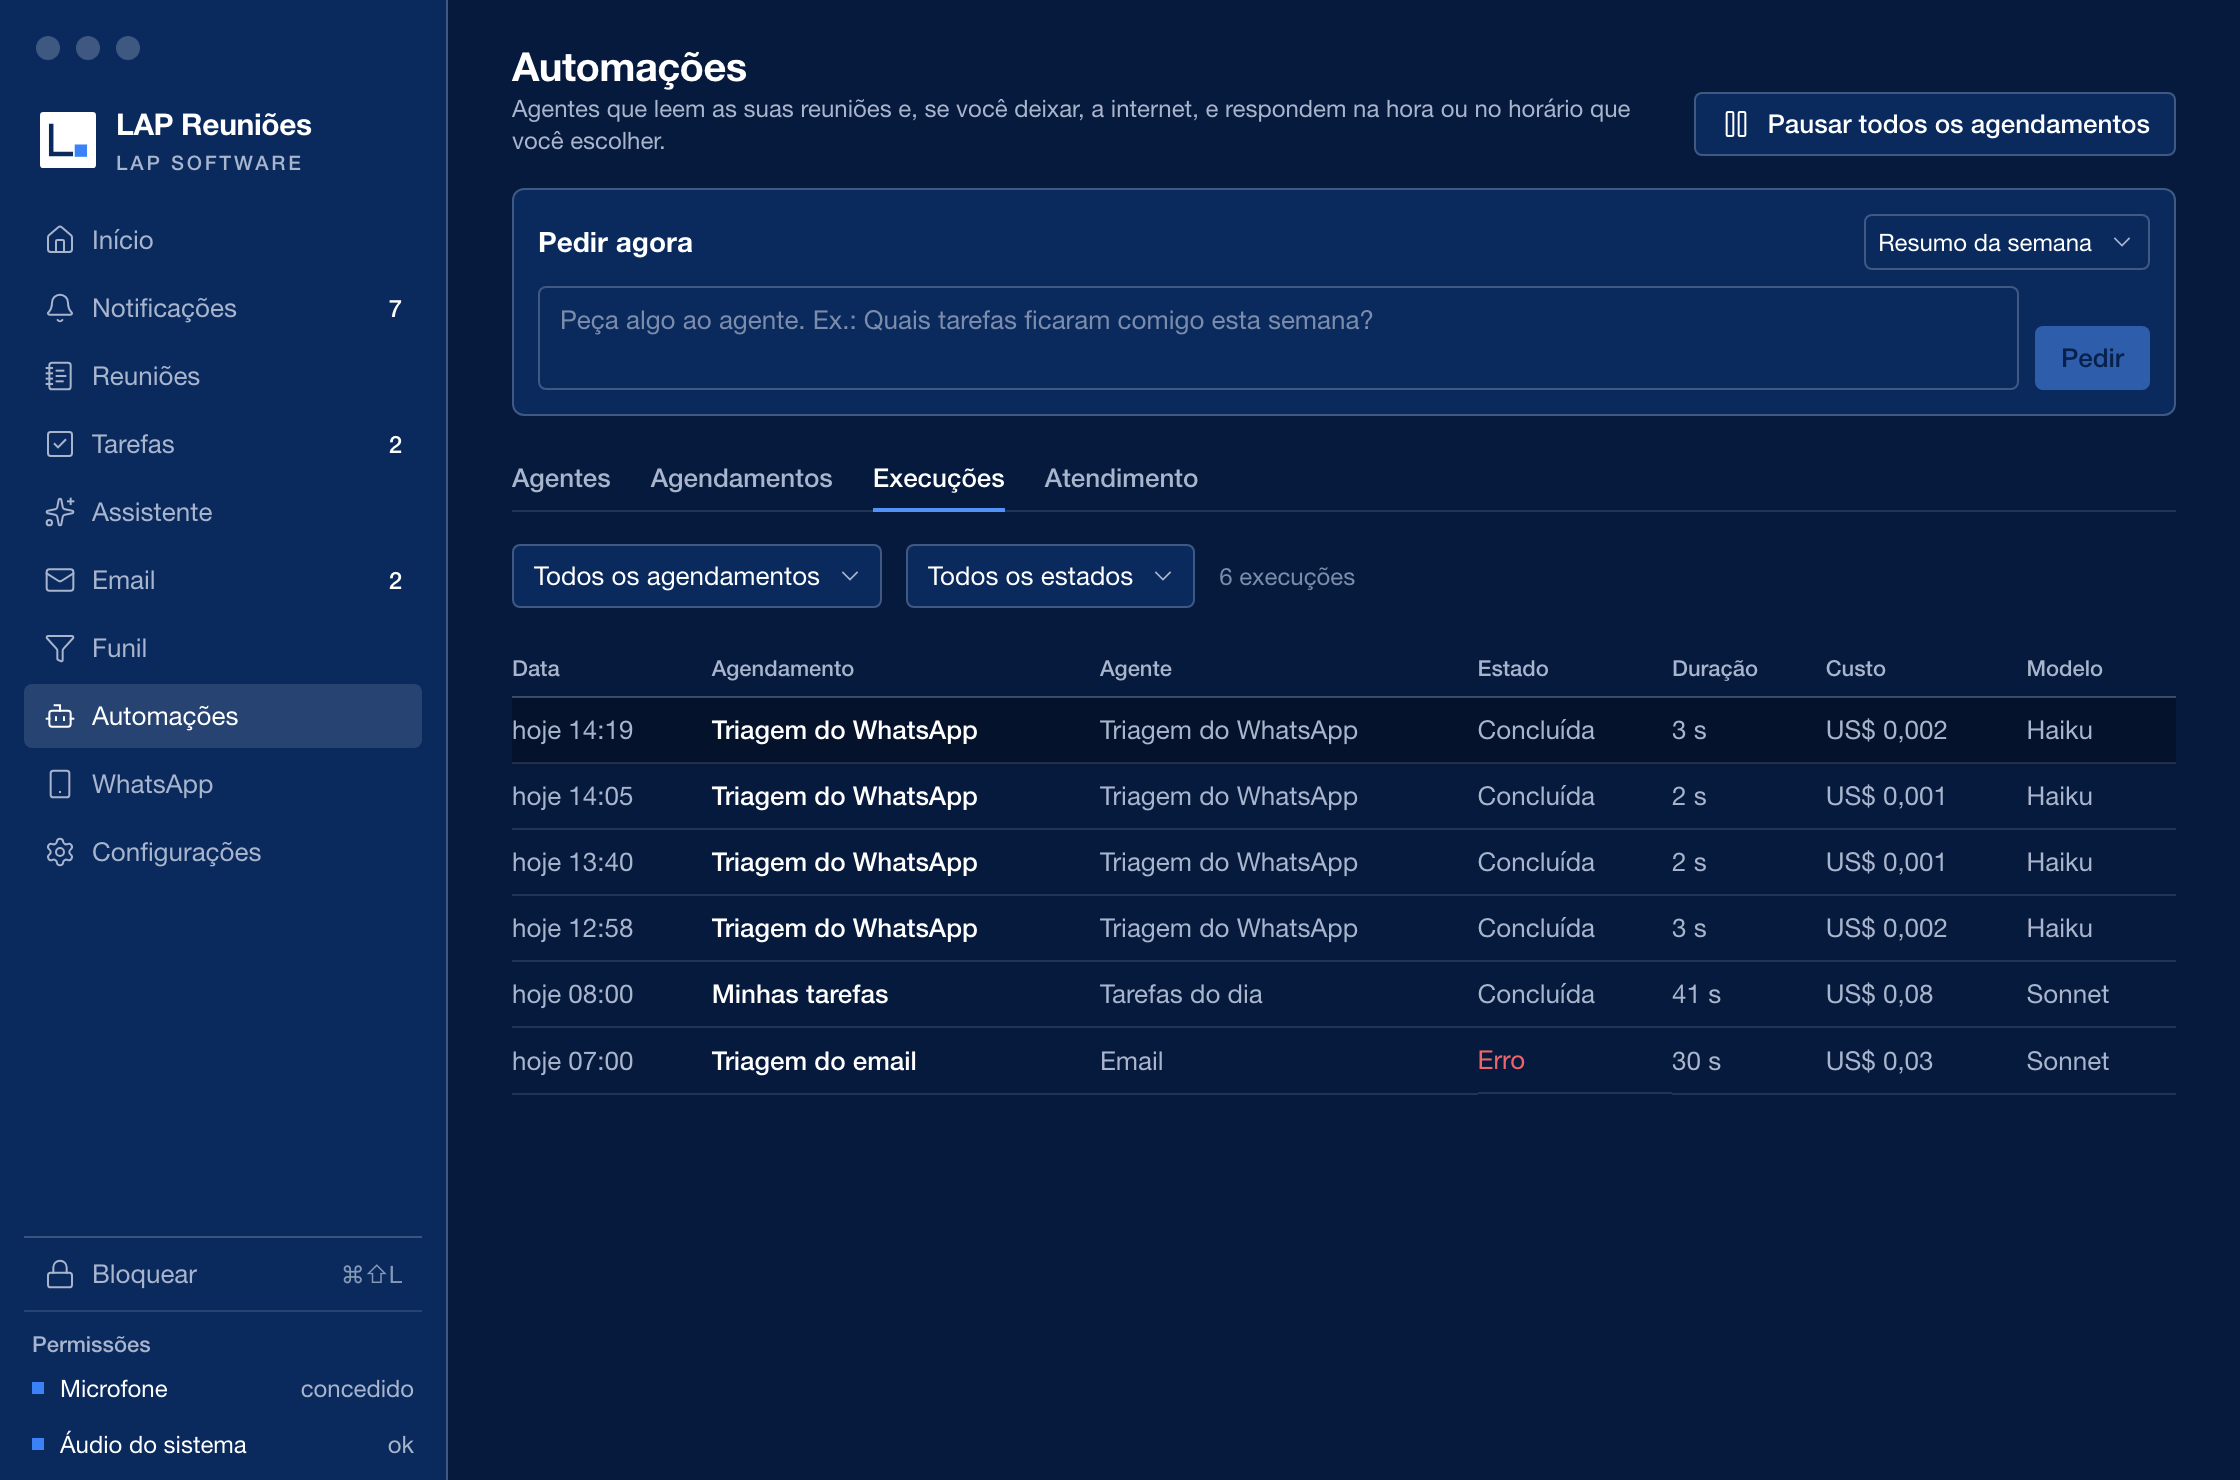 LAP Reuniões
LAP SOFTWARE
Início
Notificações 7
Reuniões
Tarefas 2
Assistente
Email 2
Funil
Automações
WhatsApp
Configurações
Bloquear ⌘⇧L
Permissões
Microfone concedido
Áudio do sistema ok
Automações
Agentes que leem as suas reuniões e, se você deixar, a internet, e respondem na hora ou no horário que
você escolher.
Pausar todos os agendamentos
Pedir agora
Resumo da semana
Peça algo ao agente. Ex.: Quais tarefas ficaram comigo esta semana?
Pedir
Agentes Agendamentos Execuções Atendimento
Todos os agendamentos Todos os estados 6 execuções
Data Agendamento Agente Estado Duração Custo Modelo
hoje 14:19 Triagem do WhatsApp Triagem do WhatsApp Concluída 3 s US$ 0,002 Haiku
hoje 14:05 Triagem do WhatsApp Triagem do WhatsApp Concluída 2 s US$ 0,001 Haiku
hoje 13:40 Triagem do WhatsApp Triagem do WhatsApp Concluída 2 s US$ 0,001 Haiku
hoje 12:58 Triagem do WhatsApp Triagem do WhatsApp Concluída 3 s US$ 0,002 Haiku
hoje 08:00 Minhas tarefas Tarefas do dia Concluída 41 s US$ 0,08 Sonnet
hoje 07:00 Triagem do email Email Erro 30 s US$ 0,03 Sonnet